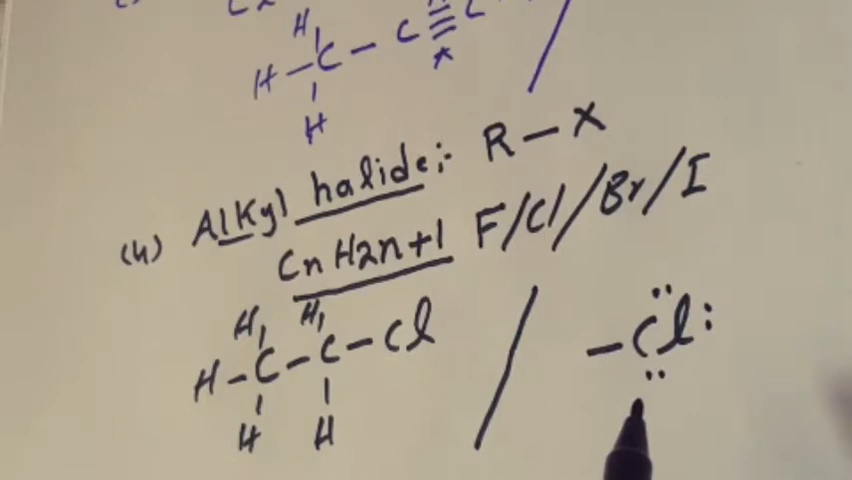 H
H - C - C ≡ C
H
(4) Alkyl halide:- R - X
CnH2n+1 F/Cl/Br/I
H H
H - C - C - Cl / - Cl:
H H